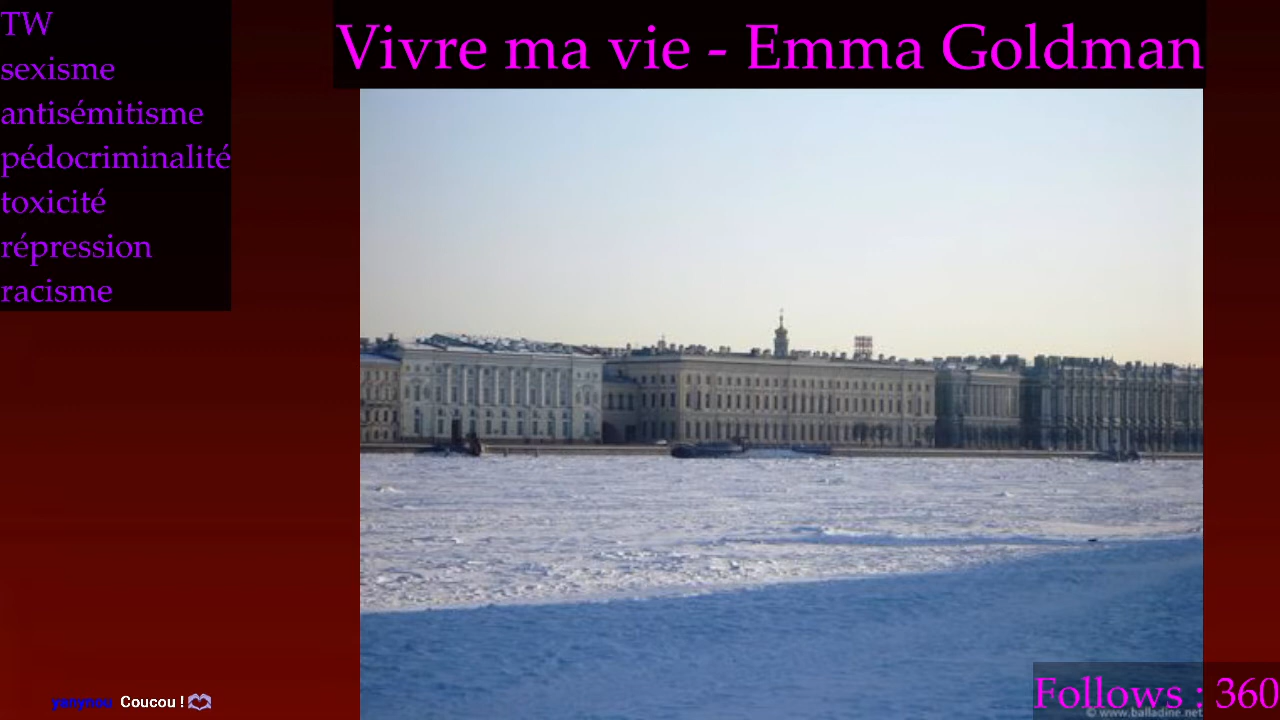 TW
sexisme
antisémitisme
pédocriminalité
toxicité
répression
racisme
Vivre ma vie - Emma Goldman
yanynou Coucou !
Follows : 360
© www.balladine.net